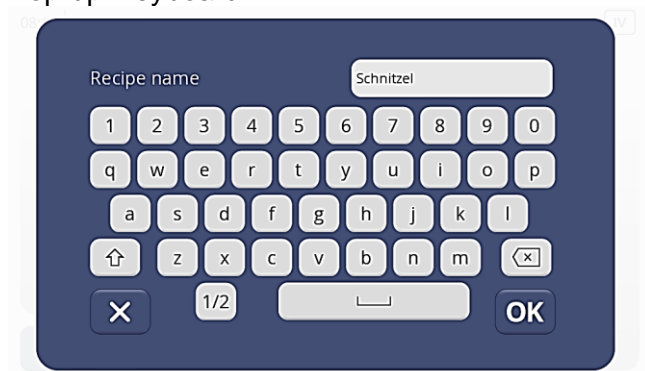 Recipe name Schnitzel
1 2 3 4 5 6 7 8 9 0
q w e r t y u i o p
a s d f g h j k l
z x c v b n m
1/2 OK